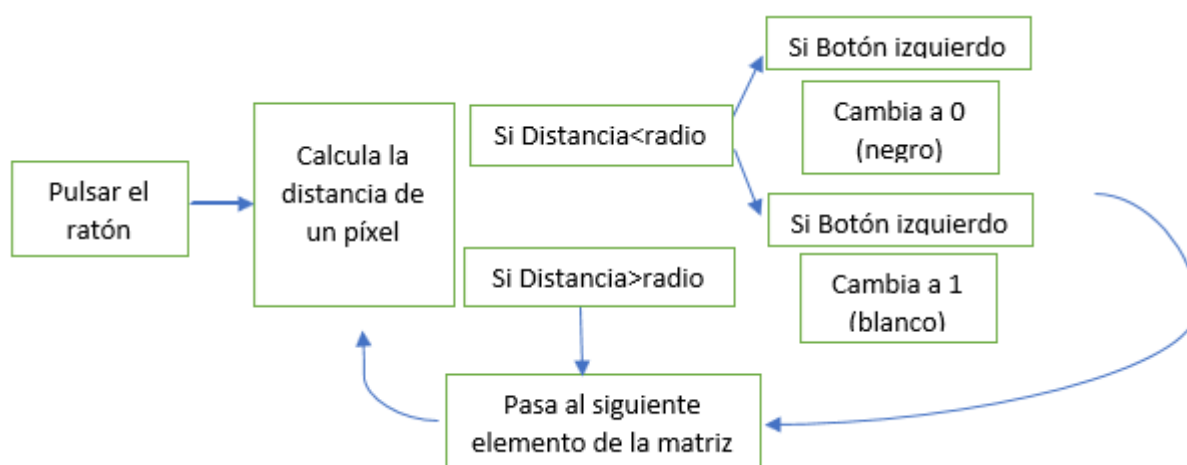 Pulsar el
ratón
Calcula la
distancia de
un píxel
Si Distancia<radio
Si Distancia>radio
Si Botón izquierdo
Cambia a 0
(negro)
Si Botón izquierdo
Cambia a 1
(blanco)
Pasa al siguiente
elemento de la matriz